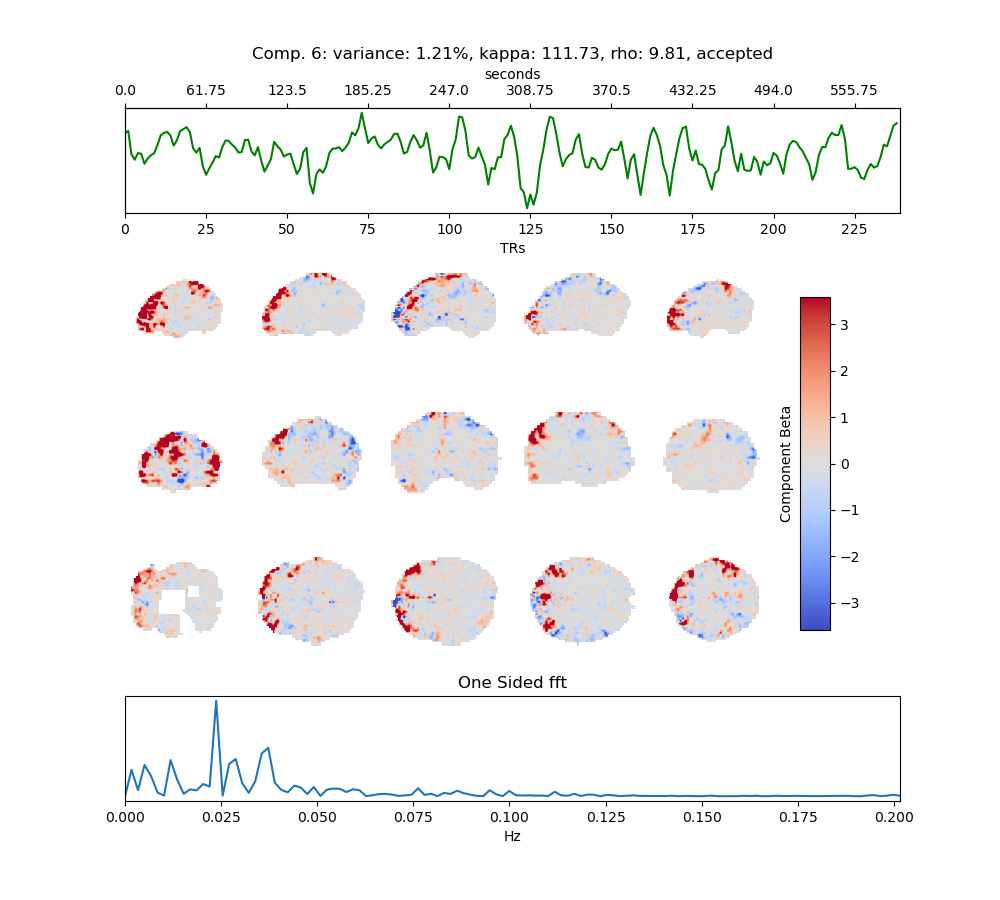 Comp. 6: variance: 1.21%, kappa: 111.73, rho: 9.81, accepted
seconds
0.0 61.75 123.5 185.25 247.0 308.75 370.5 432.25 494.0 555.75
0 25 50 75 100 125 150 175 200 225
TRs
Component Beta
3
2
1
0
−1
−2
−3
One Sided fft
0.000 0.025 0.050 0.075 0.100 0.125 0.150 0.175 0.200
Hz